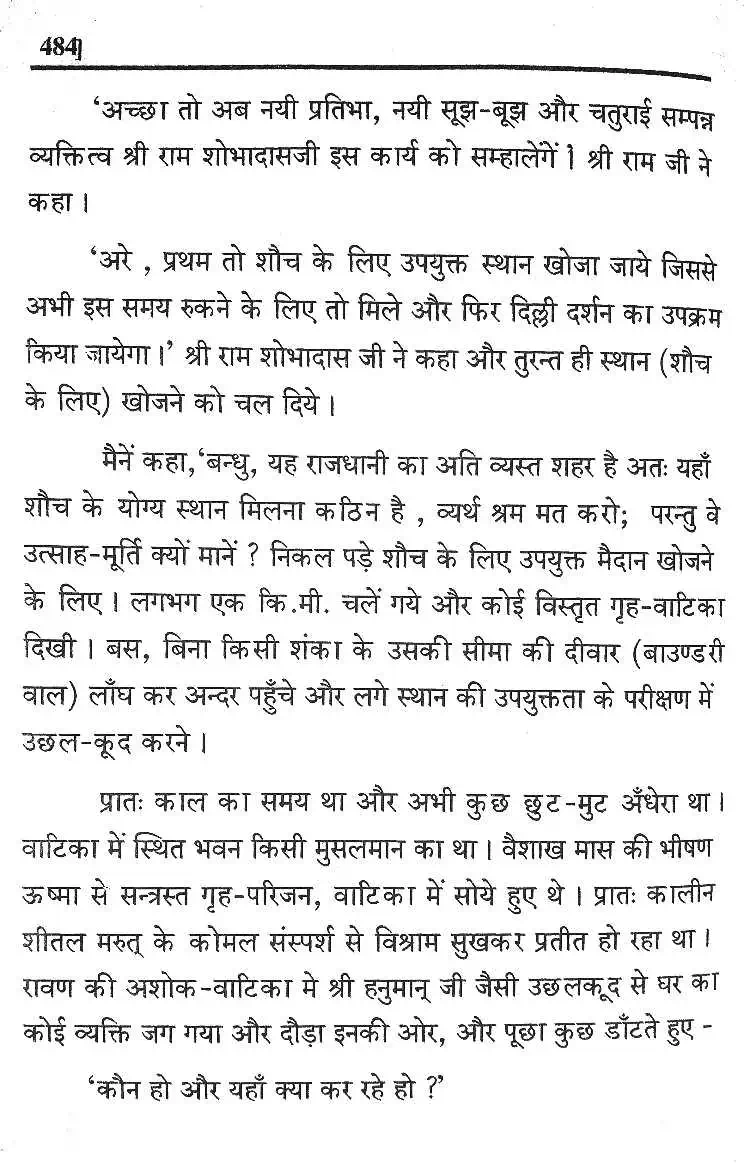 484]
‘अच्छा तो अब नयी प्रतिभा, नयी सूझ-बूझ और चतुराई सम्पन्न
व्यक्तित्व श्री राम शोभादासजी इस कार्य को सम्हालेंगें। श्री राम जी ने
कहा ।
‘अरे , प्रथम तो शौच के लिए उपयुक्त स्थान खोजा जाये जिससे
अभी इस समय रुकने के लिए तो मिले और फिर दिल्ली दर्शन का उपक्रम
किया जायेगा।’ श्री राम शोभादास जी ने कहा और तुरन्त ही स्थान (शौच
के लिए) खोजने को चल दिये ।
मैनें कहा,‘बन्धु, यह राजधानी का अति व्यस्त शहर है अतः यहाँ
शौच के योग्य स्थान मिलना कठिन है , व्यर्थ श्रम मत करो; परन्तु वे
उत्साह-मूर्ति क्यों मानें ? निकल पड़े शौच के लिए उपयुक्त मैदान खोजने
के लिए । लगभग एक कि.मी. चलें गये और कोई विस्तृत गृह-वाटिका
दिखी । बस, बिना किसी शंका के उसकी सीमा की दीवार (बाउण्डरी
वाल) लाँघ कर अन्दर पहुँचे और लगे स्थान की उपयुक्तता के परीक्षण में
उछल-कूद करने ।
प्रातः काल का समय था और अभी कुछ छुट-मुट अँधेरा था ।
वाटिका में स्थित भवन किसी मुसलमान का था । वैशाख मास की भीषण
ऊष्मा से सन्त्रस्त गृह-परिजन, वाटिका में सोये हुए थे । प्रातः कालीन
शीतल मरुत् के कोमल संस्पर्श से विश्राम सुखकर प्रतीत हो रहा था ।
रावण की अशोक-वाटिका मे श्री हनुमान् जी जैसी उछलकूद से घर का
कोई व्यक्ति जग गया और दौड़ा इनकी ओर, और पूछा कुछ डाँटते हुए -
‘कौन हो और यहाँ क्या कर रहे हो ?’